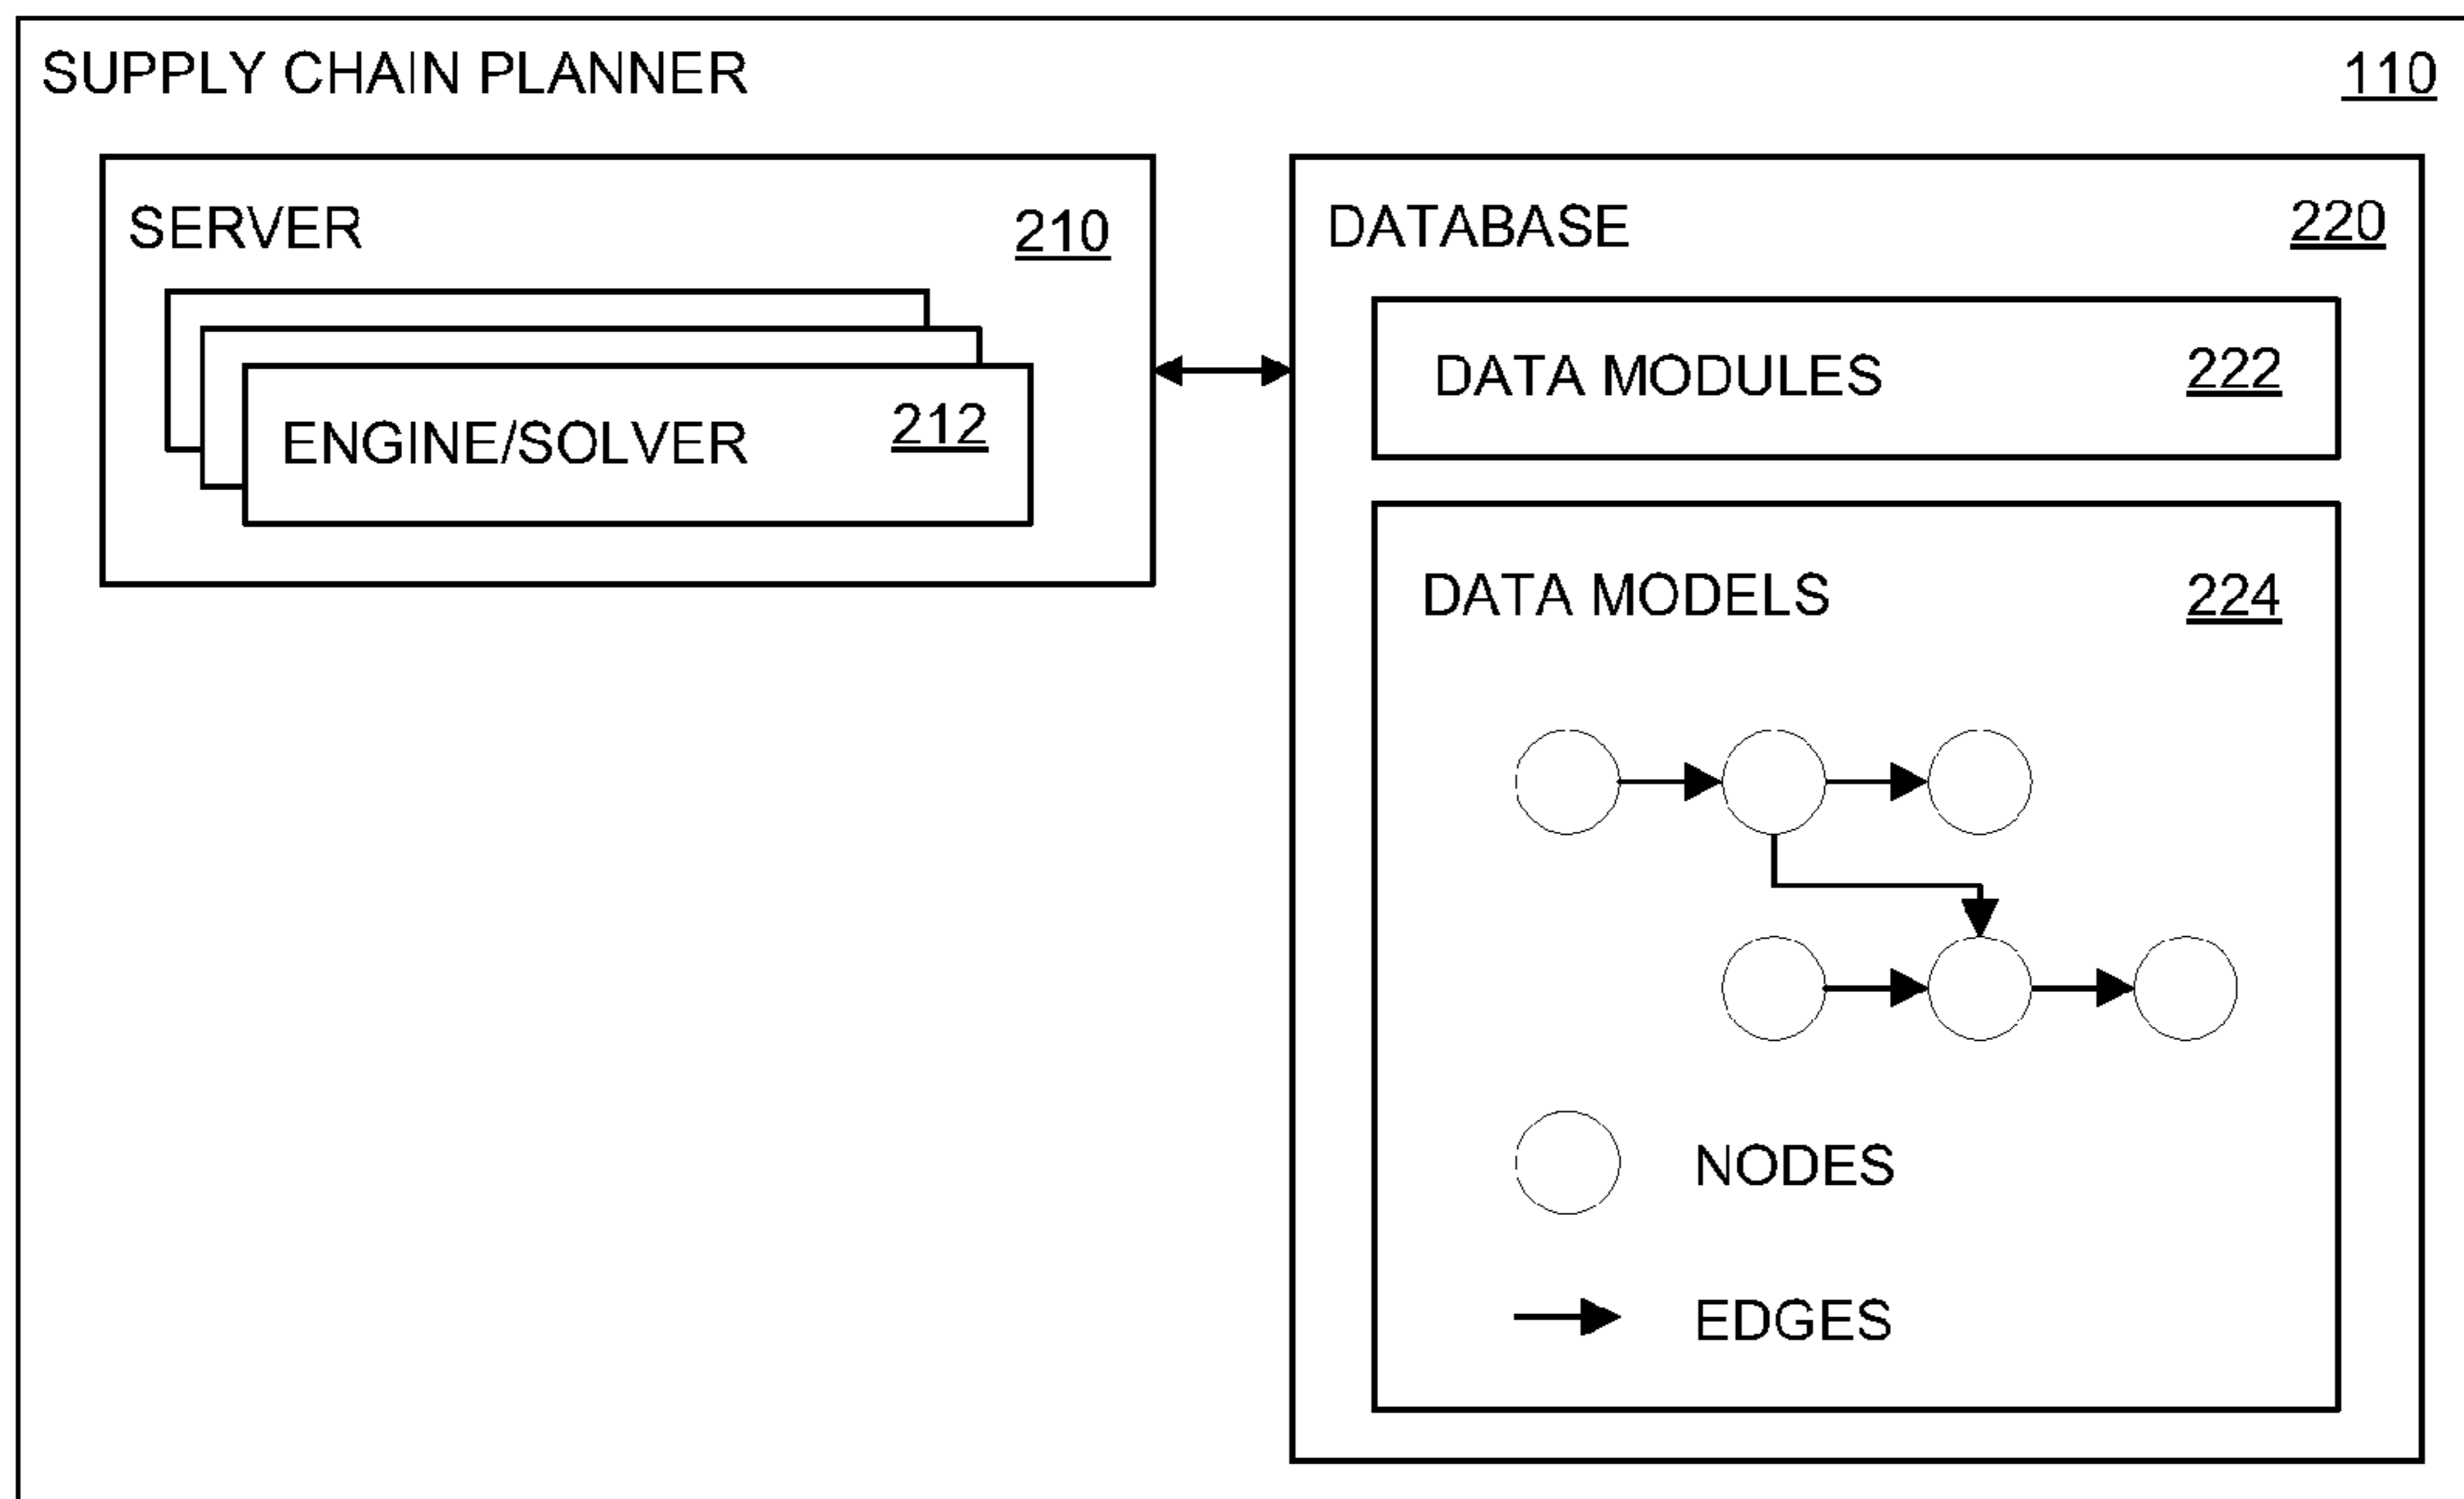 SUPPLY CHAIN PLANNER 110
SERVER 210
ENGINE/SOLVER 212
DATABASE 220
DATA MODULES 222
DATA MODELS 224
NODES
EDGES